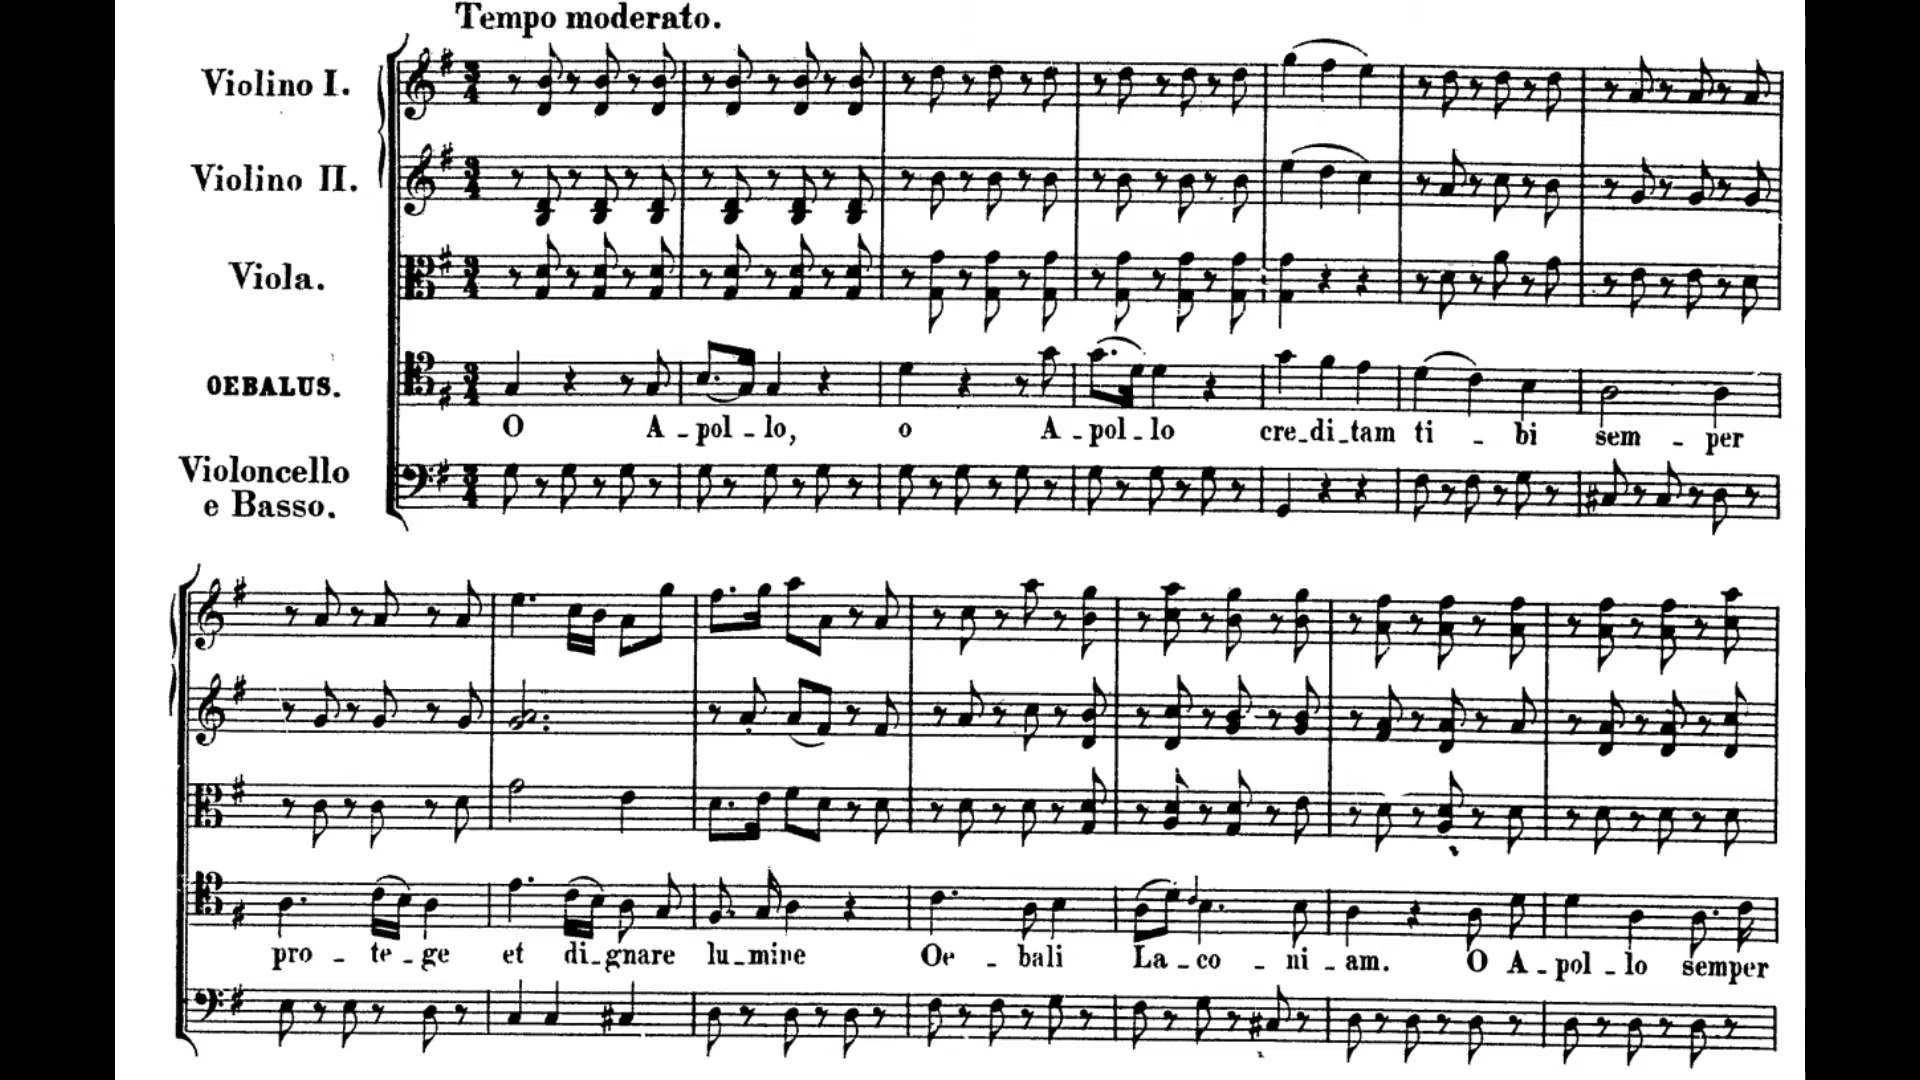 Tempo moderato.
Violino I.
Violino II.
Viola.
OEBALUS.
O A - pol - lo, o A - pol - lo cre - di - tam ti - bi sem - per
Violoncello
e Basso.
pro - te - ge et di - gnare lu - mine Oe - bali La - co - ni - am. O A - pol - lo semper